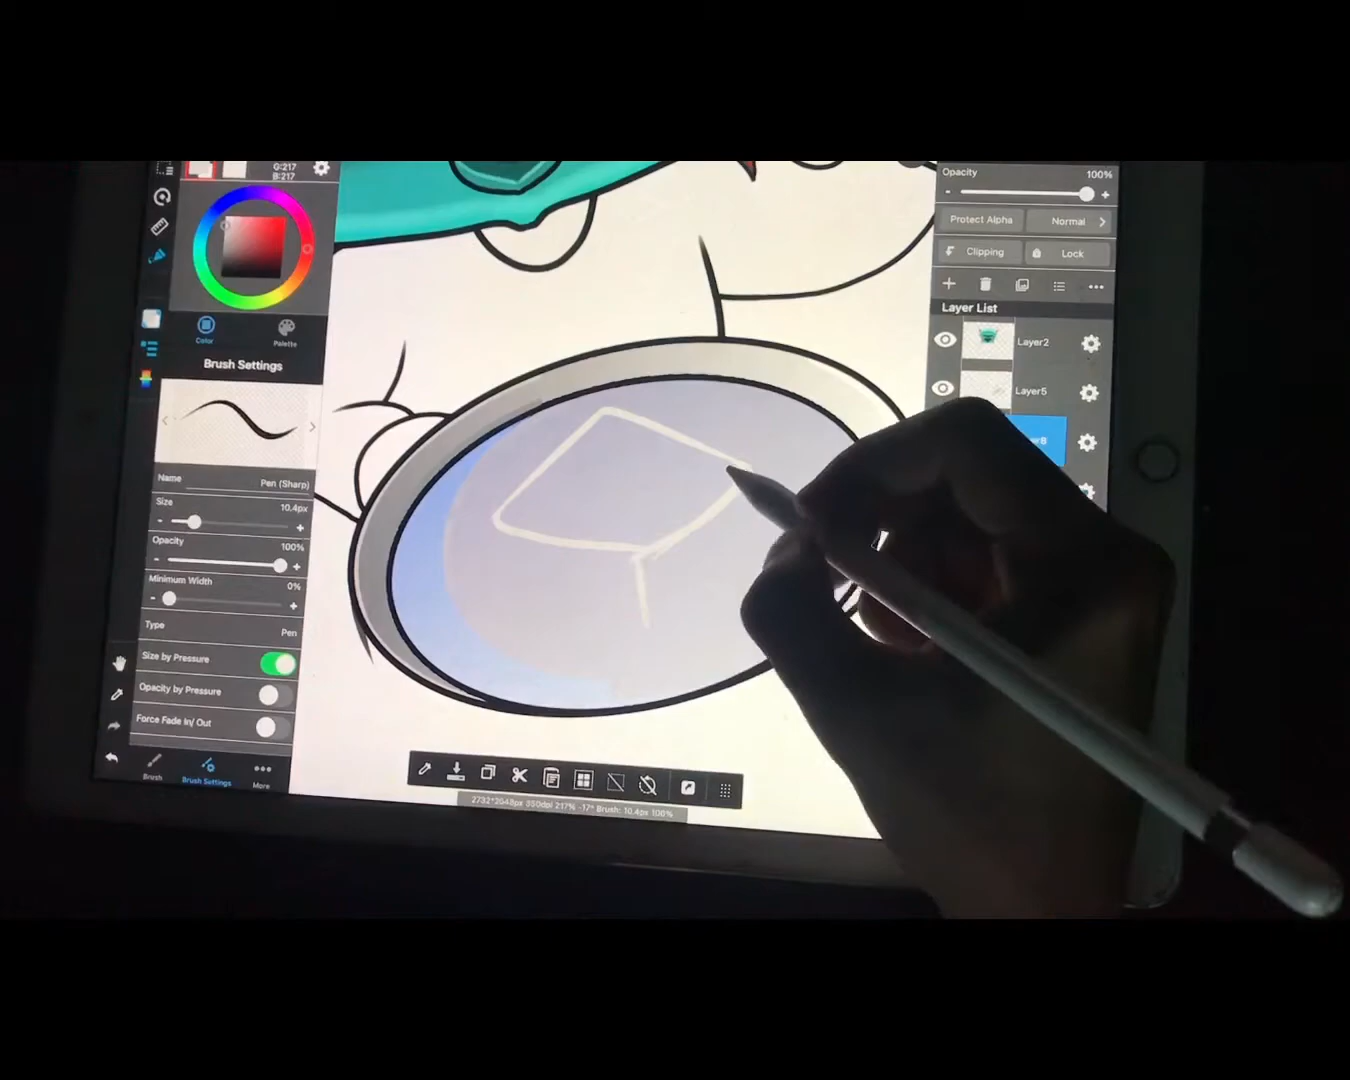 G:217
B:217
Color
Palette
Brush Settings
Name
Pen (Sharp)
Size
10.4px
Opacity
100%
Minimum Width
0%
Type
Pen
Size by Pressure
Opacity by Pressure
Force Fade In/ Out
Brush
Brush Settings
More
2732*2048px 350dpi 217% -17° Brush: 10.4px 100%
Opacity
100%
Protect Alpha
Normal
Clipping
Lock
Layer List
Layer2
Layer5